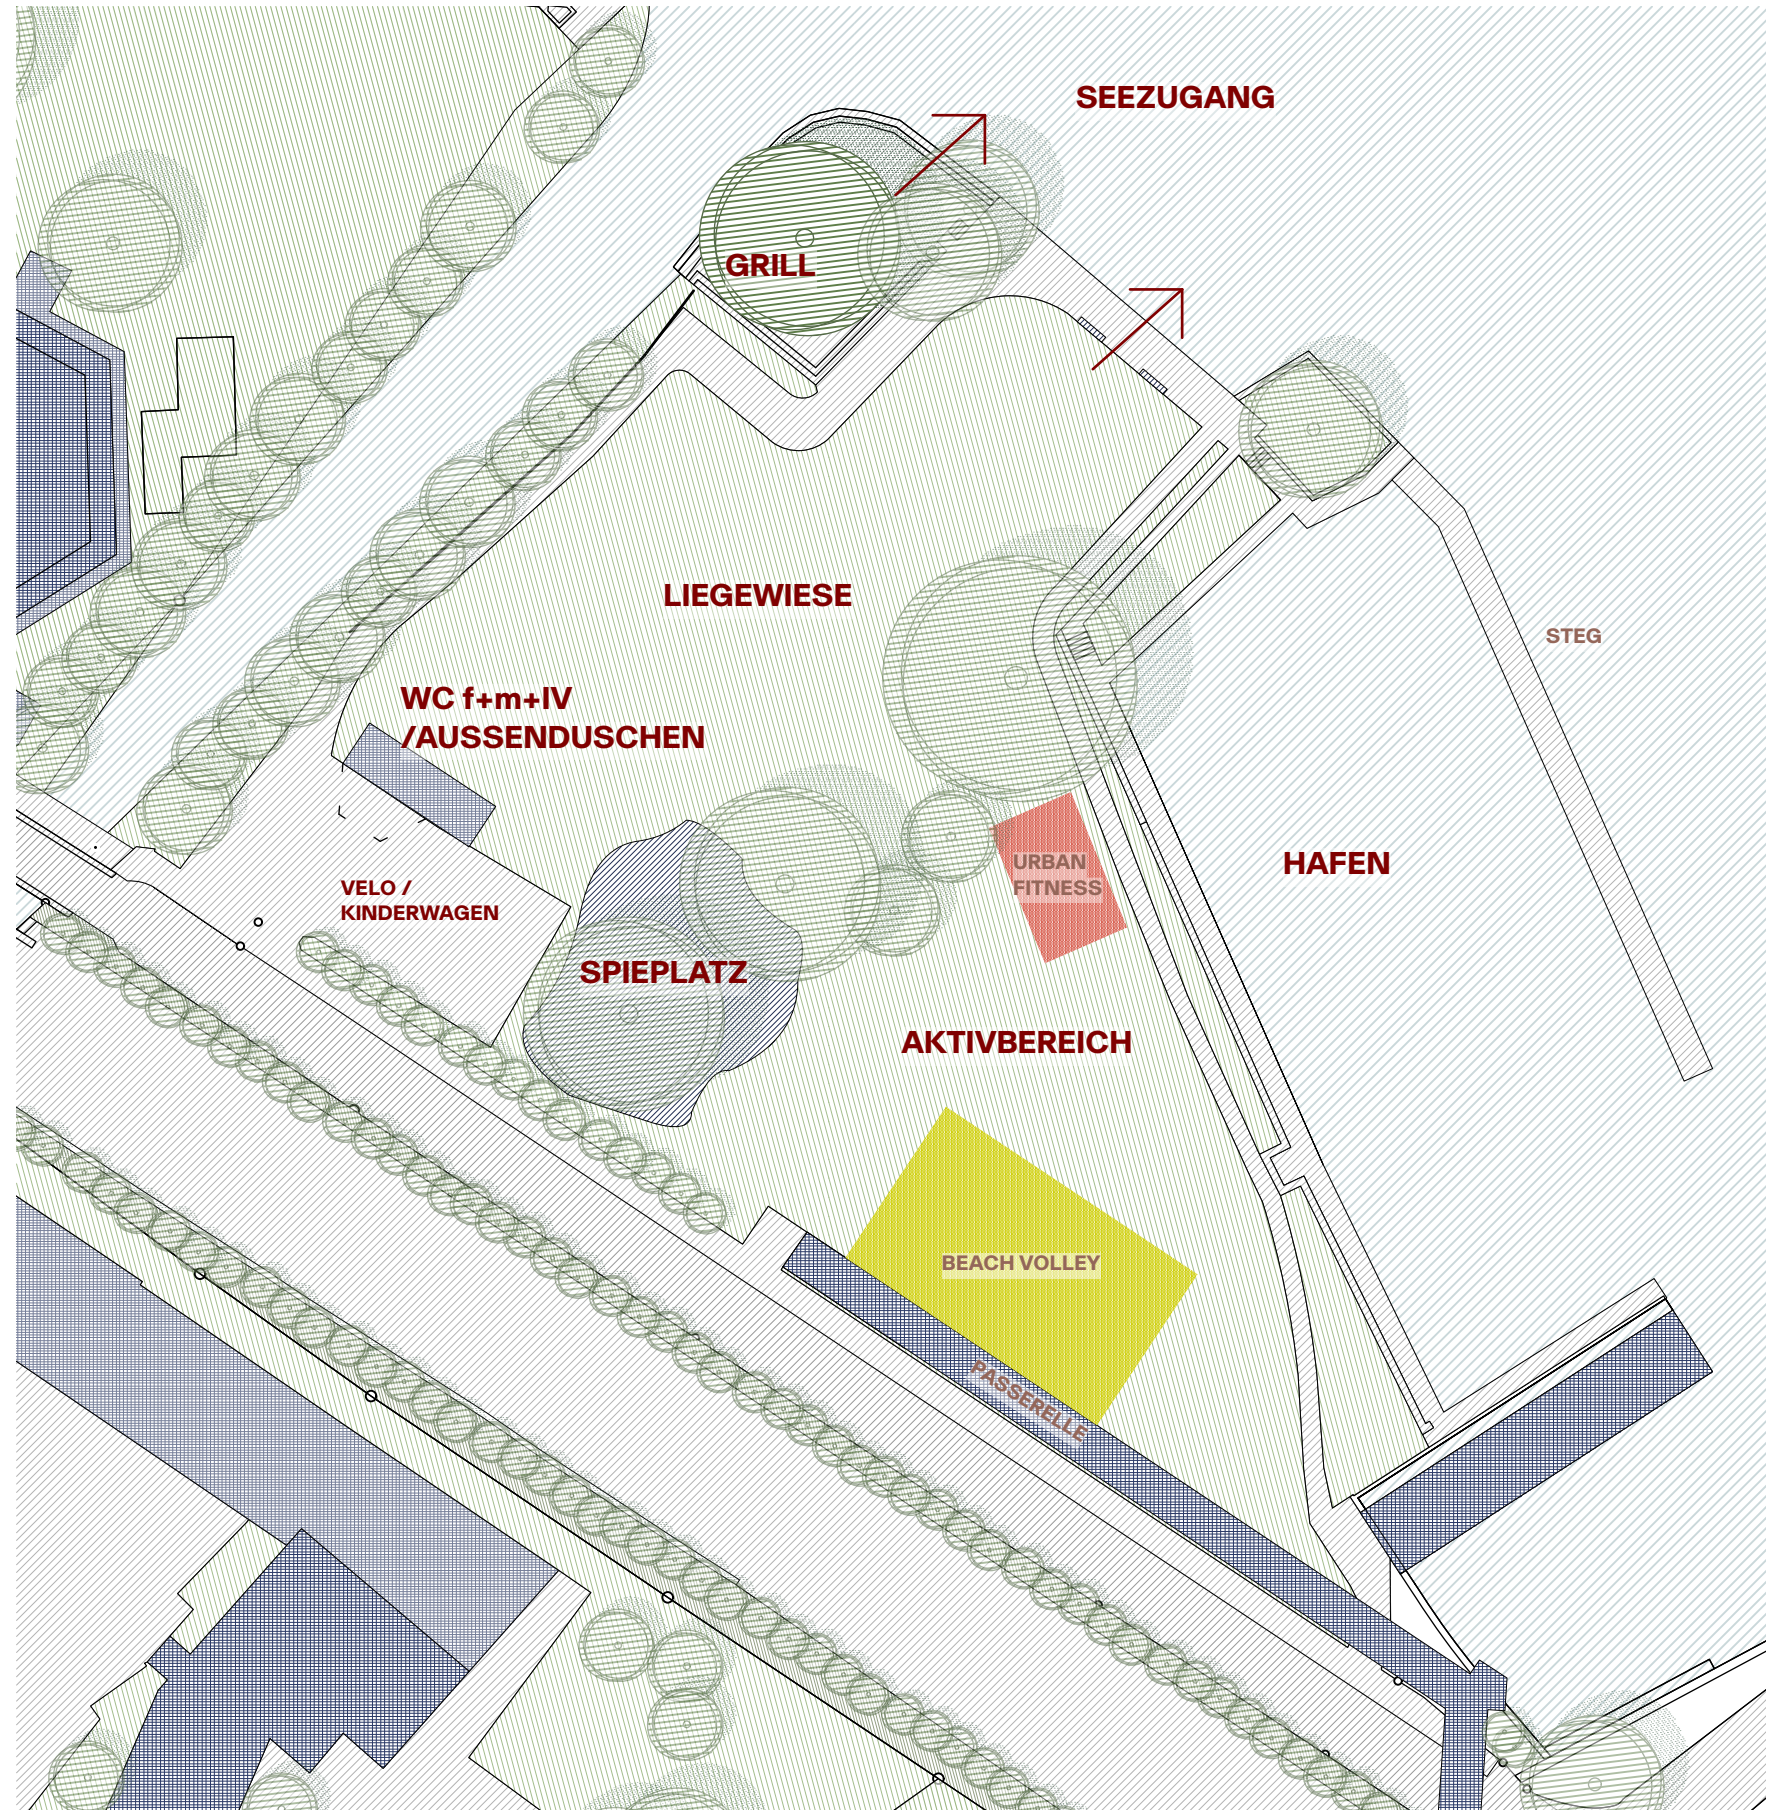 SEEZUGANG
GRILL
LIEGEWIESE
STEG
WC f+m+IV
/AUSSENDUSCHEN
URBAN
FITNESS
HAFEN
VELO /
KINDERWAGEN
SPIEPLATZ
AKTIVBEREICH
BEACH VOLLEY
PASSERELLE